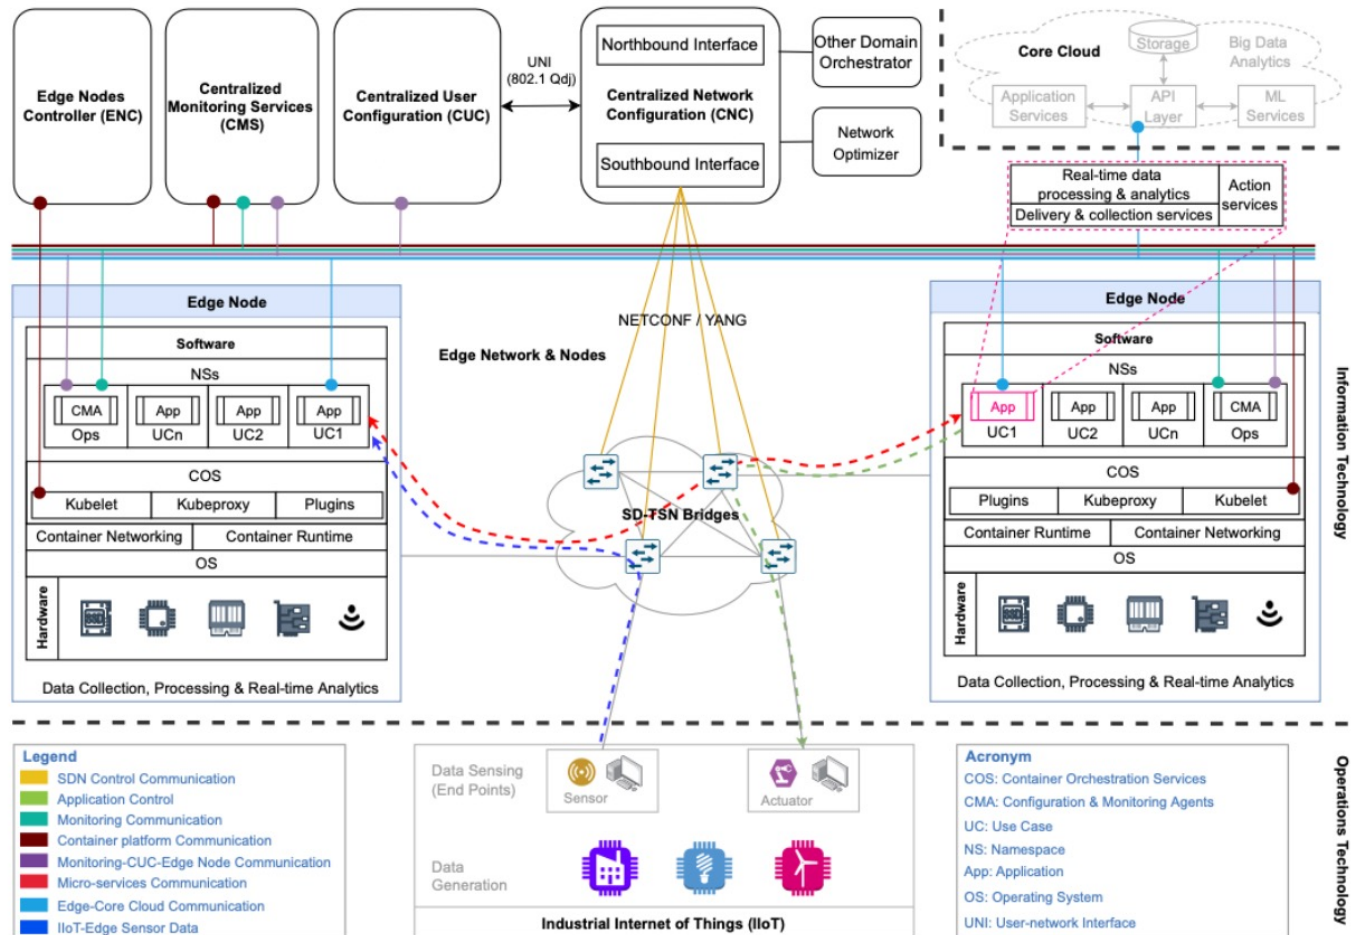 Edge Nodes
Controller (ENC)
Centralized
Monitoring Services
(CMS)
Centralized User
Configuration (CUC)
UNI
(802.1 Qdj)
Northbound Interface
Centralized Network
Configuration (CNC)
Southbound Interface
Other Domain
Orchestrator
Network
Optimizer
Core Cloud
Storage
Big Data
Analytics
Application
Services
API
Layer
ML
Services
Real-time data
processing & analytics
Delivery & collection services
Action
services
Edge Node
Software
NSs
CMA
Ops
App
UCn
App
UC2
App
UC1
COS
Kubelet
Kubeproxy
Plugins
Container Networking
Container Runtime
OS
Hardware
SSD
Data Collection, Processing & Real-time Analytics
NETCONF / YANG
Edge Network & Nodes
SD-TSN Bridges
Edge Node
Software
NSs
App
UC1
App
UC2
App
UCn
CMA
Ops
COS
Plugins
Kubeproxy
Kubelet
Container Runtime
Container Networking
OS
Hardware
SSD
Data Collection, Processing & Real-time Analytics
Information Technology
Operations Technology
Legend
SDN Control Communication
Application Control
Monitoring Communication
Container platform Communication
Monitoring-CUC-Edge Node Communication
Micro-services Communication
Edge-Core Cloud Communication
IIoT-Edge Sensor Data
Data Sensing
(End Points)
Sensor
Actuator
Data
Generation
Industrial Internet of Things (IIoT)
Acronym
COS: Container Orchestration Services
CMA: Configuration & Monitoring Agents
UC: Use Case
NS: Namespace
App: Application
OS: Operating System
UNI: User-network Interface